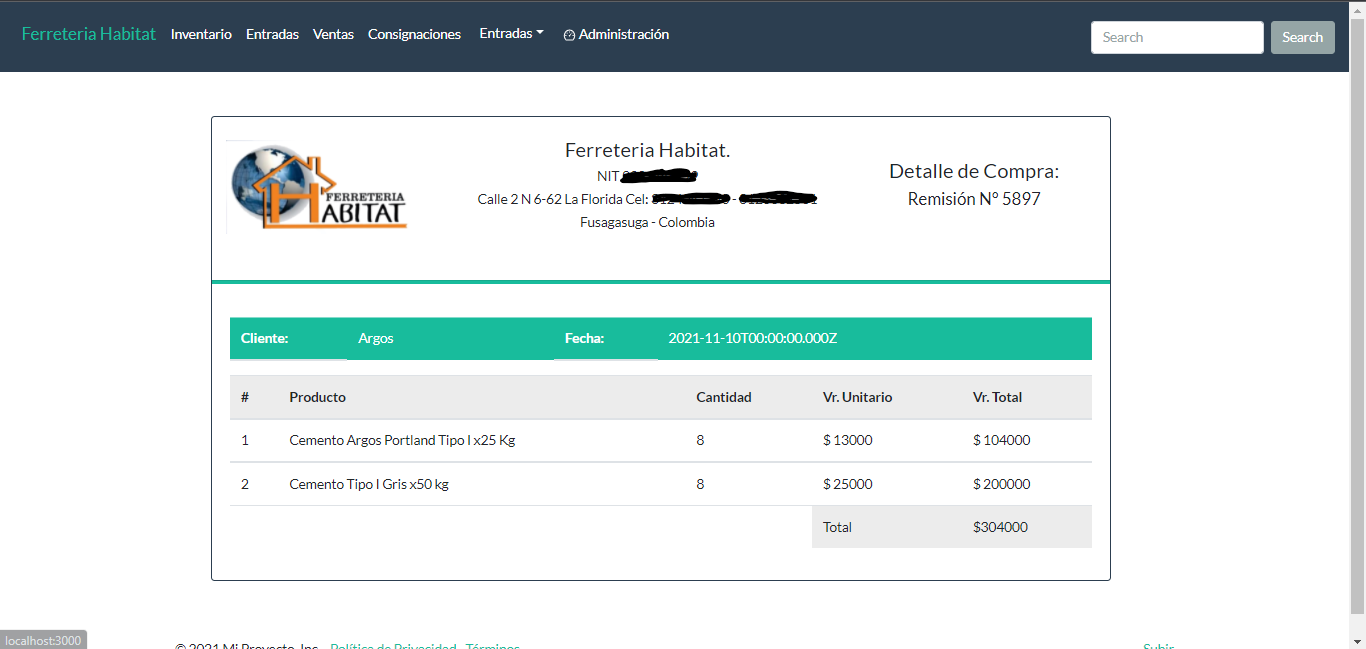 Ferreteria Habitat Inventario Entradas Ventas Consignaciones Entradas Administración Search Search
FERRETERIA
HABITAT
Ferreteria Habitat.
NIT
Calle 2 N 6-62 La Florida Cel: -
Fusagasuga - Colombia
Detalle de Compra:
Remisión N° 5897
Cliente: Argos Fecha: 2021-11-10T00:00:00.000Z
# Producto Cantidad Vr. Unitario Vr. Total
1 Cemento Argos Portland Tipo I x25 Kg 8 $ 13000 $ 104000
2 Cemento Tipo I Gris x50 kg 8 $ 25000 $ 200000
Total $304000
localhost:3000
© 2021 Mi Proyecto, Inc. · Política de Privacidad · Términos Subir